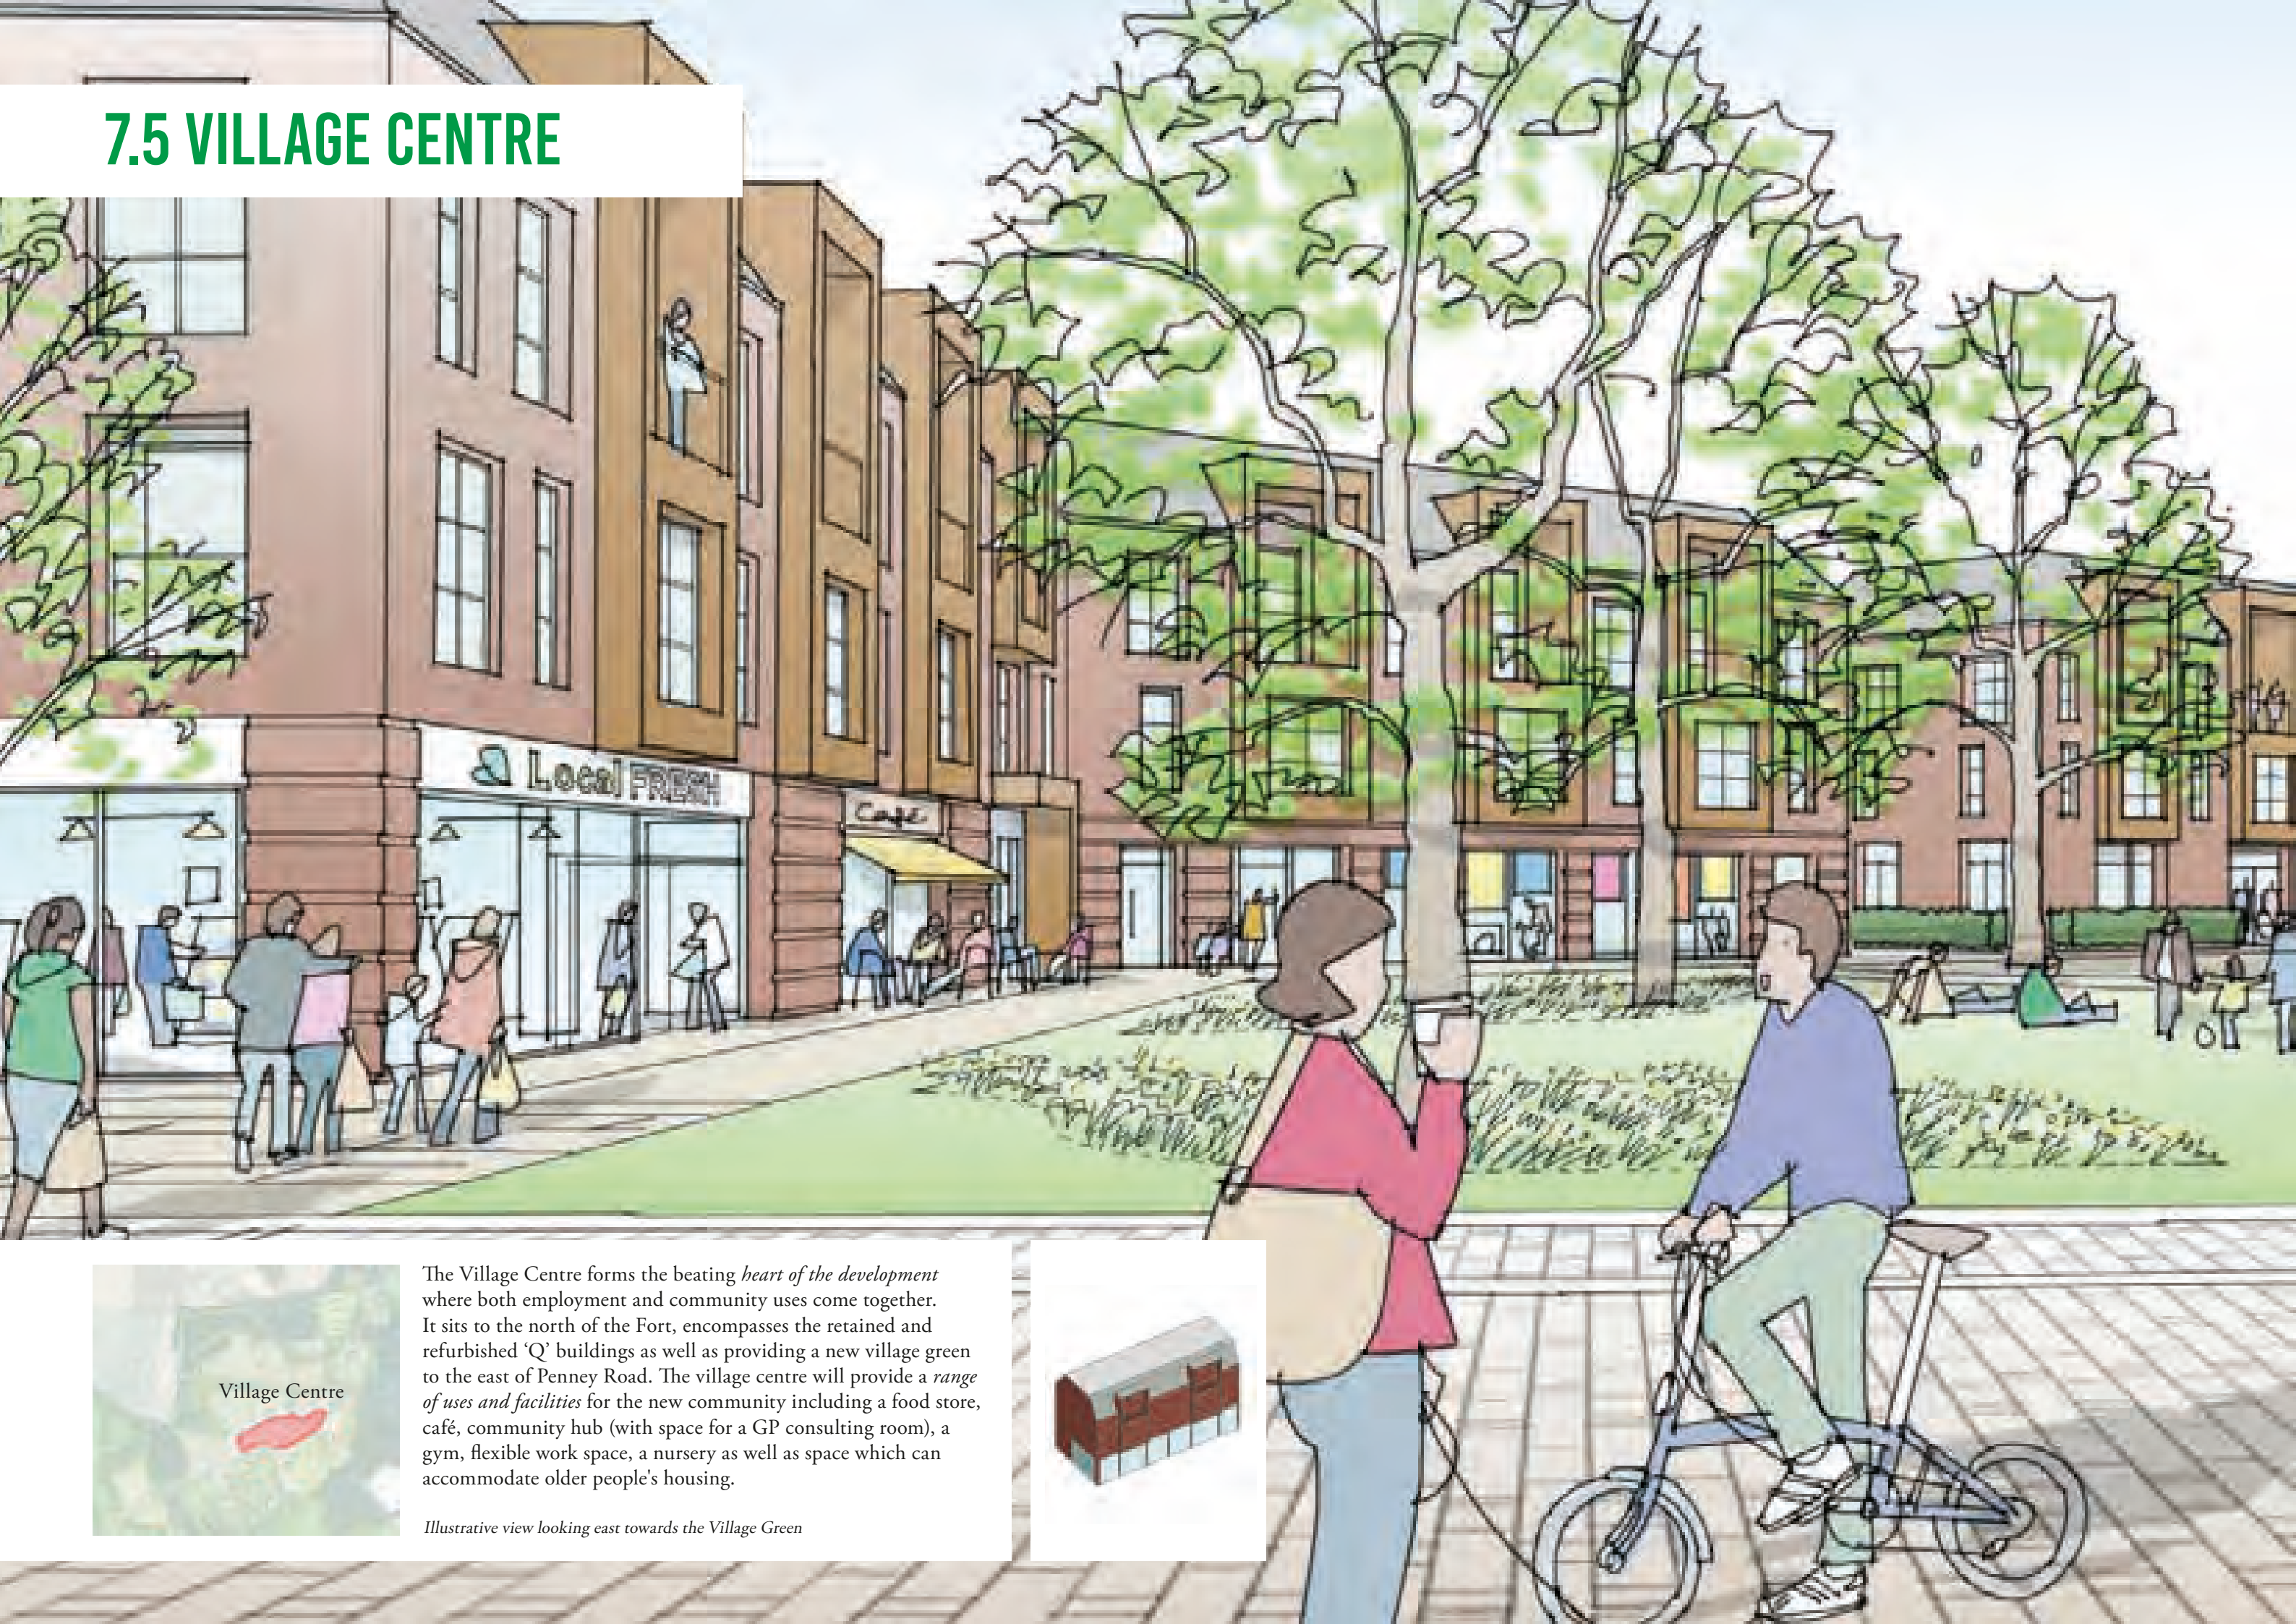 7.5 VILLAGE CENTRE
Local FRESH
Café
Village Centre
The Village Centre forms the beating heart of the development
where both employment and community uses come together.
It sits to the north of the Fort, encompasses the retained and
refurbished ‘Q’ buildings as well as providing a new village green
to the east of Penney Road. The village centre will provide a range
of uses and facilities for the new community including a food store,
café, community hub (with space for a GP consulting room), a
gym, flexible work space, a nursery as well as space which can
accommodate older people's housing.
Illustrative view looking east towards the Village Green